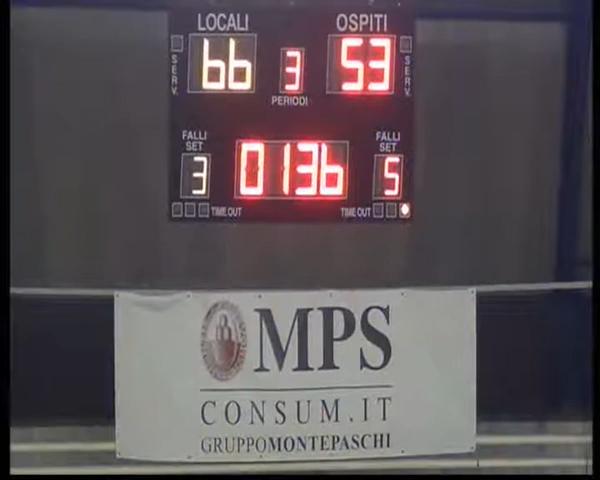 LOCALI OSPITI
66 3 53
SERV. PERIODI SERV.
FALLI SET FALLI SET
3 0136 5
TIME OUT TIME OUT
MPS
CONSUM.IT
GRUPPOMONTEPASCHI